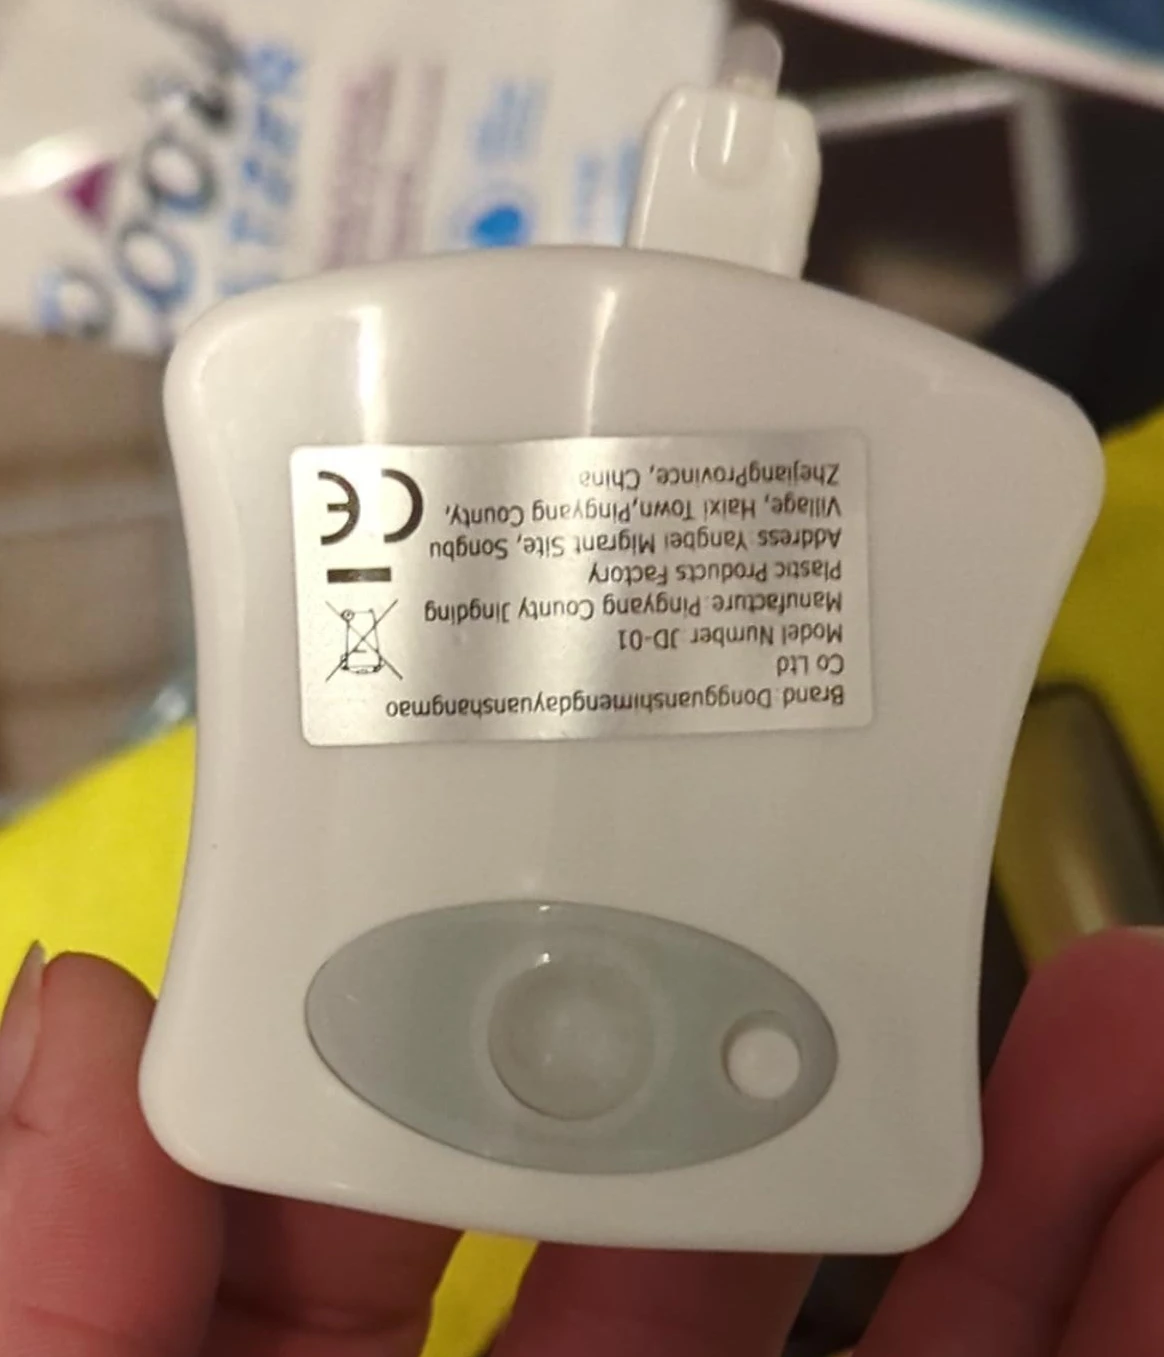 Brand: Dongguanshimengdayuanshangmao
Co Ltd
Model Number: JD-01
Manufacture: Pingyang County Jingding
Plastic Products Factory
Address: Yangbei Migrant Site, Songbu
Village, Haixi Town,Pingyang County,
ZhejiangProvince, China
CE